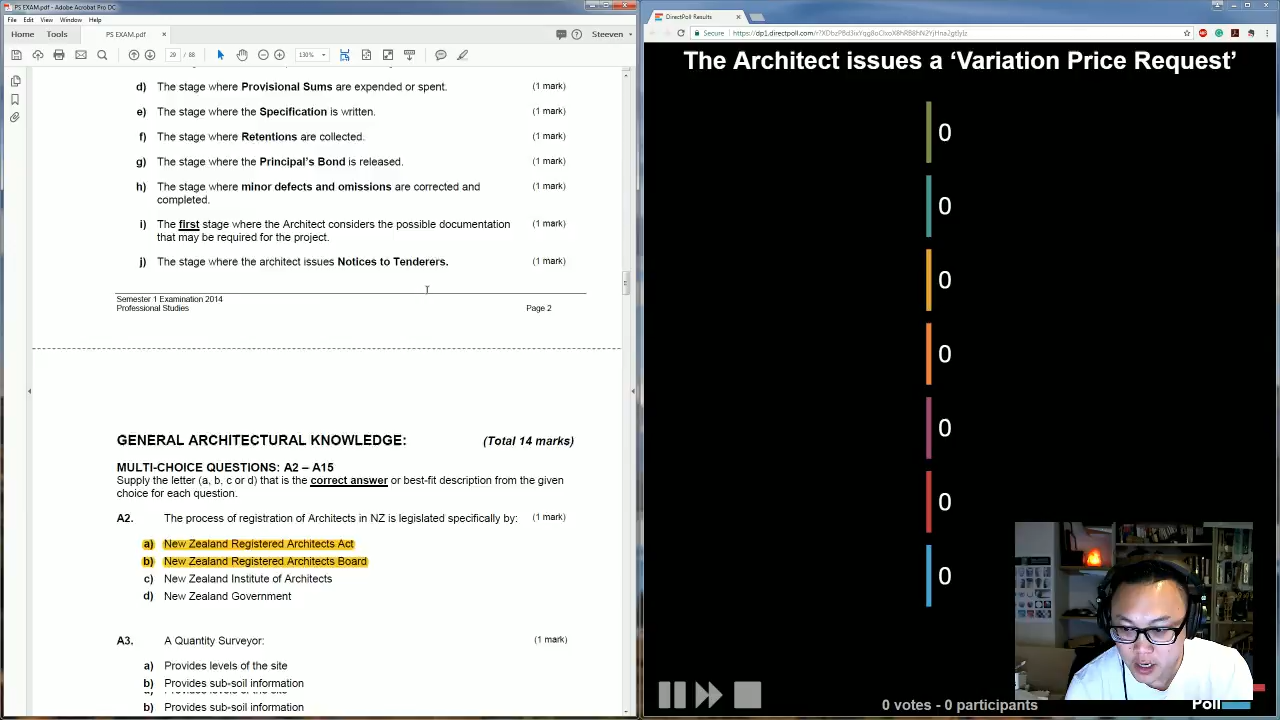 PS EXAM.pdf - Adobe Acrobat Pro DC
File Edit View Window Help
Home Tools PS EXAM.pdf × Steeven
29 / 88 130%
d) The stage where Provisional Sums are expended or spent. (1 mark)
e) The stage where the Specification is written. (1 mark)
f) The stage where Retentions are collected. (1 mark)
g) The stage where the Principal's Bond is released. (1 mark)
h) The stage where minor defects and omissions are corrected and (1 mark)
completed.
i) The first stage where the Architect considers the possible documentation (1 mark)
that may be required for the project.
j) The stage where the architect issues Notices to Tenderers. (1 mark)
Semester 1 Examination 2014
Professional Studies Page 2
GENERAL ARCHITECTURAL KNOWLEDGE: (Total 14 marks)
MULTI-CHOICE QUESTIONS: A2 – A15
Supply the letter (a, b, c or d) that is the correct answer or best-fit description from the given
choice for each question.
A2. The process of registration of Architects in NZ is legislated specifically by: (1 mark)
a) New Zealand Registered Architects Act
b) New Zealand Registered Architects Board
c) New Zealand Institute of Architects
d) New Zealand Government
A3. A Quantity Surveyor: (1 mark)
a) Provides levels of the site
b) Provides sub-soil information
b) Provides sub-soil information
DirectPoll Results
Secure
The Architect issues a ‘Variation Price Request’
0
0
0
0
0
0
0
0 votes - 0 participants
Poll